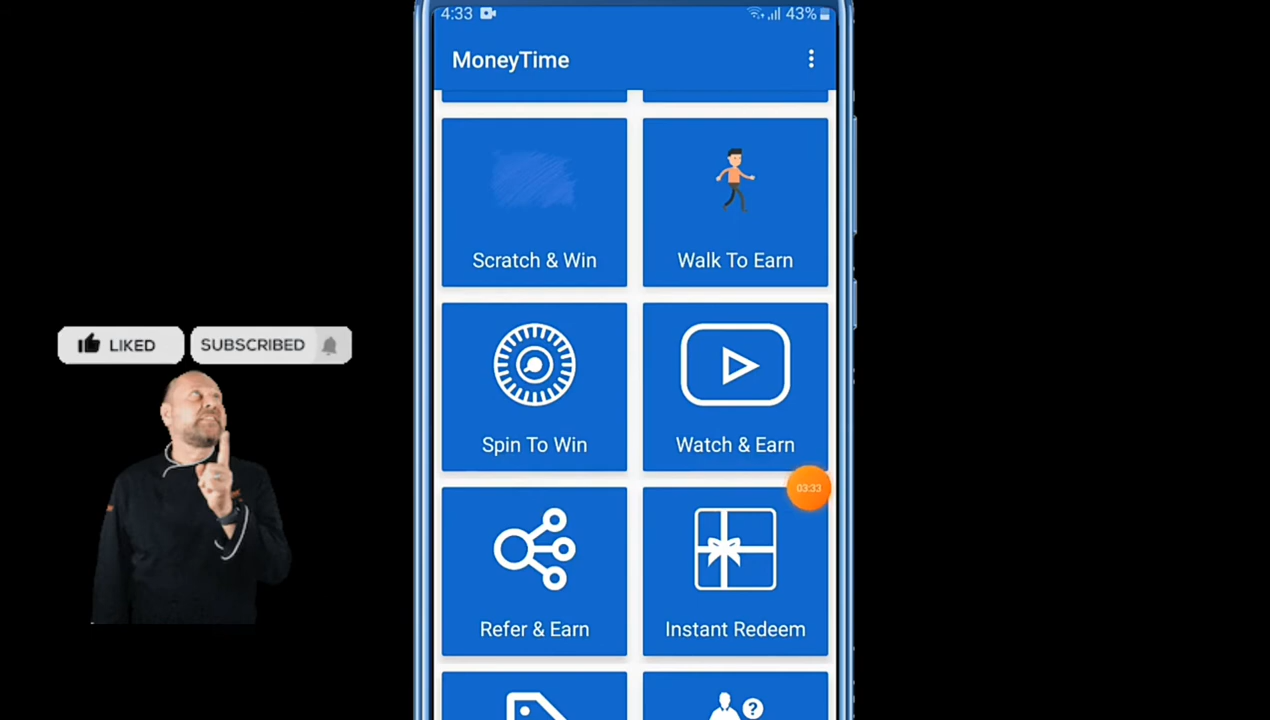 4:33
43%
MoneyTime
Scratch & Win
Walk To Earn
LIKED
SUBSCRIBED
Spin To Win
Watch & Earn
03:33
Refer & Earn
Instant Redeem
?